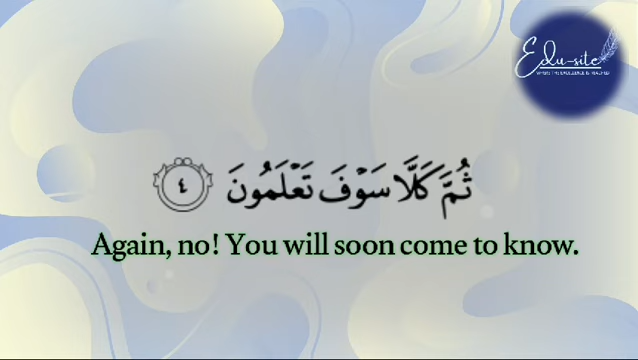 Edu-site
ثُمَّ كَلَّا سَوْفَ تَعْلَمُونَ ٤
Again, no! You will soon come to know.